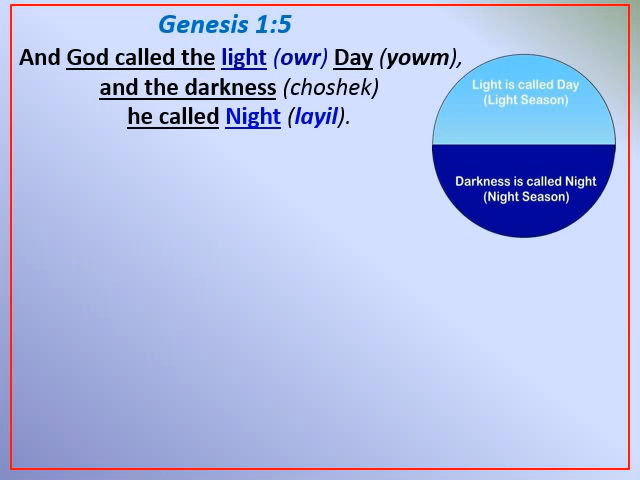 Genesis 1:5
And God called the light (owr) Day (yowm),
and the darkness (choshek)
he called Night (layil).
Light is called Day
(Light Season)
Darkness is called Night
(Night Season)